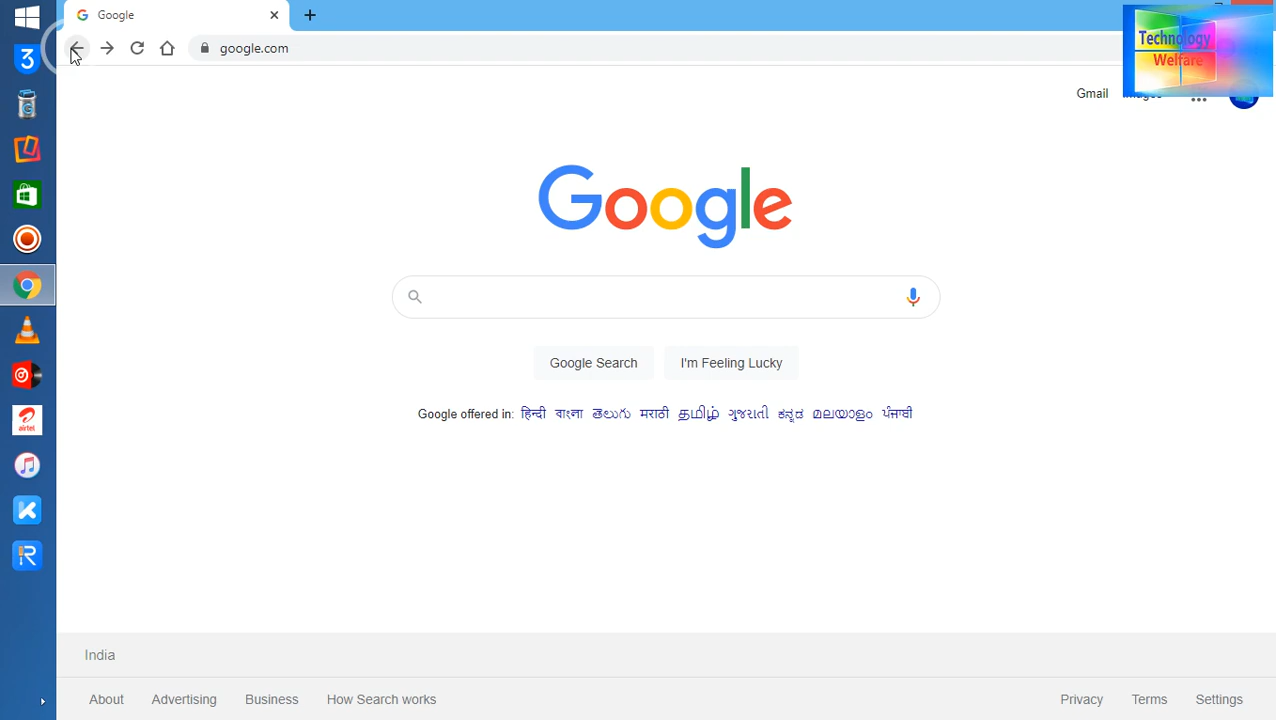 Google
google.com
Technology
Welfare
Gmail
Google
Google Search
I'm Feeling Lucky
Google offered in: हिन्दी বাংলা తెలుగు मराठी தமிழ் ગુજરાતી ಕನ್ನಡ മലയാളം ਪੰਜਾਬੀ
India
About Advertising Business How Search works
Privacy Terms Settings
airtel